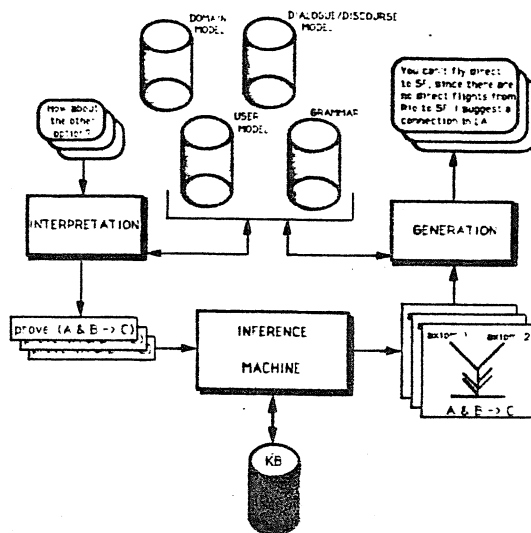 DOMAIN
MODEL
DIALOGUE/DISCOURSE
MODEL
How about
the other
option?
USER
MODEL
GRAMMAR
You can't fly direct
to SF, since there are
no direct flights from
Rio to SF. I suggest a
connection in LA
INTERPRETATION
GENERATION
prove (A & B -> C)
INFERENCE
MACHINE
axiom 1 axiom 2
A & B -> C
KB